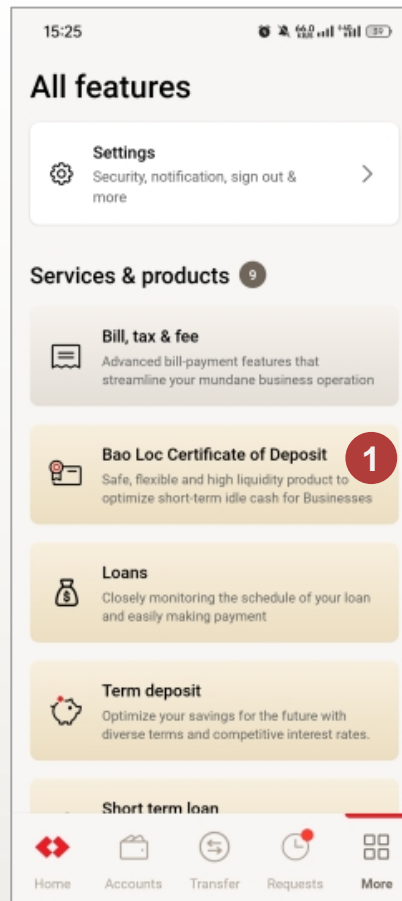 15:25
All features
Settings
Security, notification, sign out &
more
Services & products 9
Bill, tax & fee
Advanced bill-payment features that
streamline your mundane business operation
Bao Loc Certificate of Deposit
1
Safe, flexible and high liquidity product to
optimize short-term idle cash for Businesses
Loans
Closely monitoring the schedule of your loan
and easily making payment
Term deposit
Optimize your savings for the future with
diverse terms and competitive interest rates.
Short term loan
Home Accounts Transfer Requests More